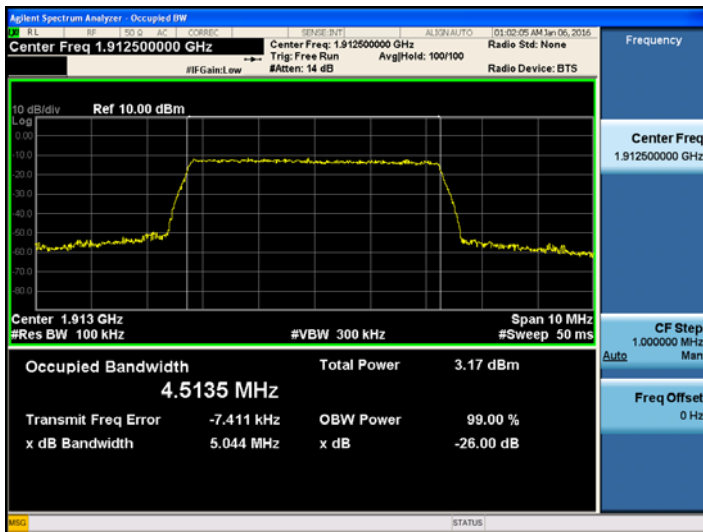 Agilent Spectrum Analyzer - Occupied BW
RL RF 50 Ω AC CORREC SENSE:INT ALIGN AUTO 01:02:05 AM Jan 06, 2016
Center Freq 1.912500000 GHz
Center Freq: 1.912500000 GHz Radio Std: None
Trig: Free Run Avg|Hold: 100/100
#IFGain:Low #Atten: 14 dB Radio Device: BTS
Frequency
10 dB/div Ref 10.00 dBm
Log
0.00
-10.0
-20.0
-30.0
-40.0
-50.0
-60.0
-70.0
-80.0
Center Freq
1.912500000 GHz
Center 1.913 GHz Span 10 MHz
#Res BW 100 kHz #VBW 300 kHz #Sweep 50 ms
CF Step
1.000000 MHz
Auto Man
Occupied Bandwidth Total Power 3.17 dBm
4.5135 MHz
Transmit Freq Error -7.411 kHz OBW Power 99.00 %
x dB Bandwidth 5.044 MHz x dB -26.00 dB
Freq Offset
0 Hz
MSG STATUS